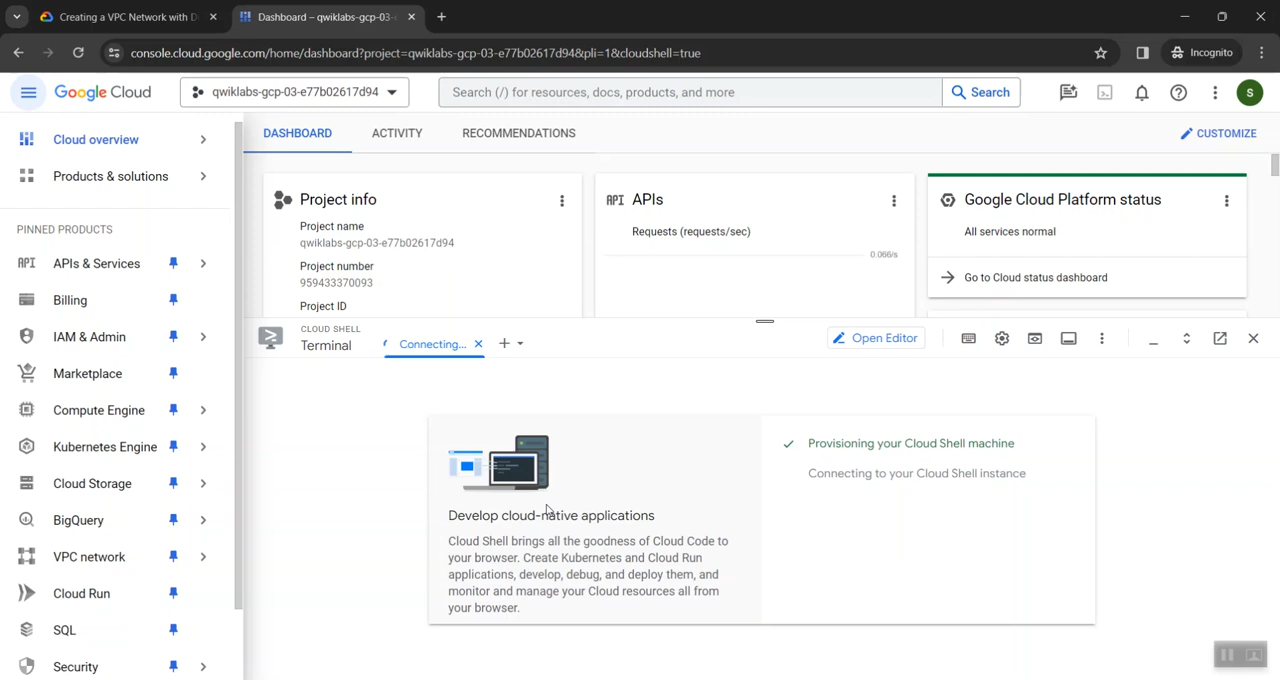 Creating a VPC Network with D
Dashboard – qwiklabs-gcp-03-
console.cloud.google.com/home/dashboard?project=qwiklabs-gcp-03-e77b02617d94&pli=1&cloudshell=true
Incognito
Google Cloud
qwiklabs-gcp-03-e77b02617d94
Search (/) for resources, docs, products, and more
Search
S
Cloud overview
Products & solutions
PINNED PRODUCTS
API APIs & Services
Billing
IAM & Admin
Marketplace
Compute Engine
Kubernetes Engine
Cloud Storage
BigQuery
VPC network
Cloud Run
SQL
Security
DASHBOARD
ACTIVITY
RECOMMENDATIONS
CUSTOMIZE
Project info
Project name
qwiklabs-gcp-03-e77b02617d94
Project number
959433370093
Project ID
API APIs
Requests (requests/sec)
0.066/s
Google Cloud Platform status
All services normal
Go to Cloud status dashboard
CLOUD SHELL
Terminal
Connecting...
Open Editor
Develop cloud-native applications
Cloud Shell brings all the goodness of Cloud Code to
your browser. Create Kubernetes and Cloud Run
applications, develop, debug, and deploy them, and
monitor and manage your Cloud resources all from
your browser.
Provisioning your Cloud Shell machine
Connecting to your Cloud Shell instance